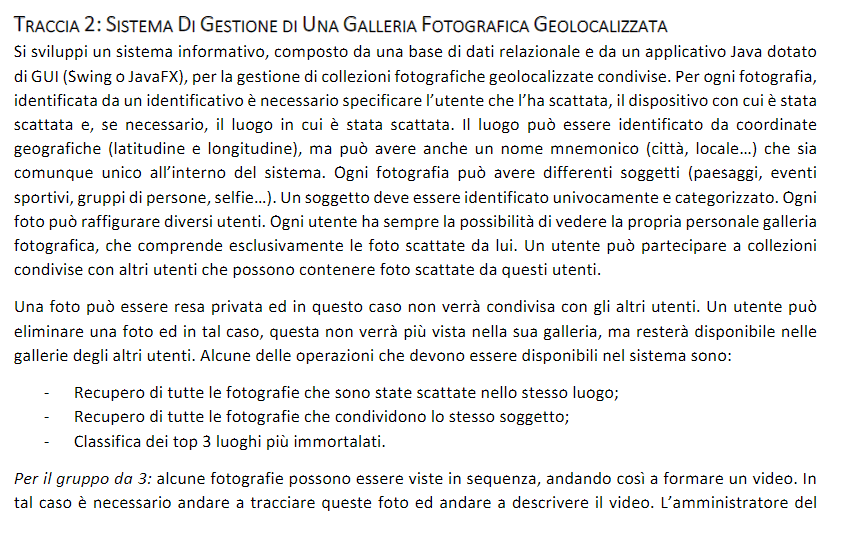 TRACCIA 2: SISTEMA DI GESTIONE DI UNA GALLERIA FOTOGRAFICA GEOLOCALIZZATA
Si sviluppi un sistema informativo, composto da una base di dati relazionale e da un applicativo Java dotato
di GUI (Swing o JavaFX), per la gestione di collezioni fotografiche geolocalizzate condivise. Per ogni fotografia,
identificata da un identificativo è necessario specificare l’utente che l’ha scattata, il dispositivo con cui è stata
scattata e, se necessario, il luogo in cui è stata scattata. Il luogo può essere identificato da coordinate
geografiche (latitudine e longitudine), ma può avere anche un nome mnemonico (città, locale...) che sia
comunque unico all’interno del sistema. Ogni fotografia può avere differenti soggetti (paesaggi, eventi
sportivi, gruppi di persone, selfie...). Un soggetto deve essere identificato univocamente e categorizzato. Ogni
foto può raffigurare diversi utenti. Ogni utente ha sempre la possibilità di vedere la propria personale galleria
fotografica, che comprende esclusivamente le foto scattate da lui. Un utente può partecipare a collezioni
condivise con altri utenti che possono contenere foto scattate da questi utenti.
Una foto può essere resa privata ed in questo caso non verrà condivisa con gli altri utenti. Un utente può
eliminare una foto ed in tal caso, questa non verrà più vista nella sua galleria, ma resterà disponibile nelle
gallerie degli altri utenti. Alcune delle operazioni che devono essere disponibili nel sistema sono:
- Recupero di tutte le fotografie che sono state scattate nello stesso luogo;
- Recupero di tutte le fotografie che condividono lo stesso soggetto;
- Classifica dei top 3 luoghi più immortalati.
Per il gruppo da 3: alcune fotografie possono essere viste in sequenza, andando così a formare un video. In
tal caso è necessario andare a tracciare queste foto ed andare a descrivere il video. L’amministratore del